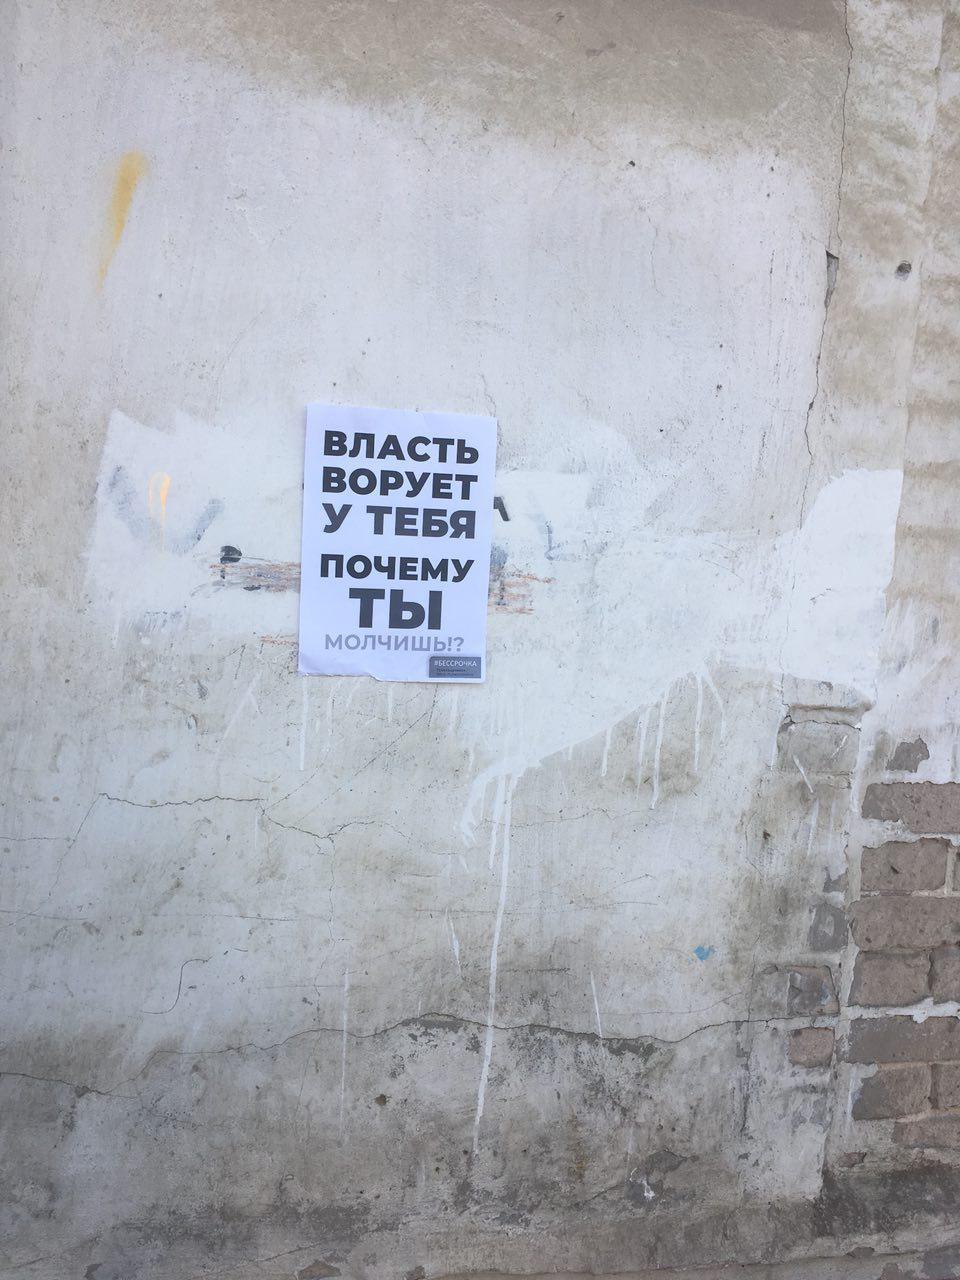 ВЛАСТЬ
ВОРУЕТ
У ТЕБЯ
ПОЧЕМУ
ТЫ
МОЛЧИШЬ!?
#БЕССРОЧКА